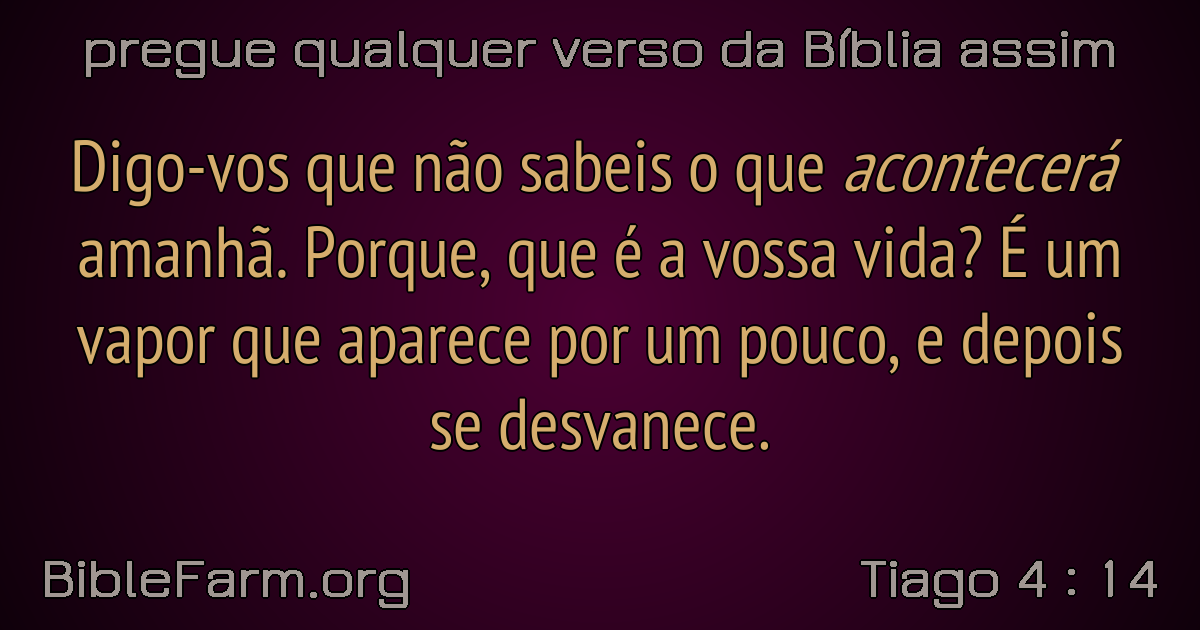 pregue qualquer verso da Bíblia assim
Digo-vos que não sabeis o que acontecerá
amanhã. Porque, que é a vossa vida? É um
vapor que aparece por um pouco, e depois
se desvanece.
BibleFarm.org
Tiago 4 : 14